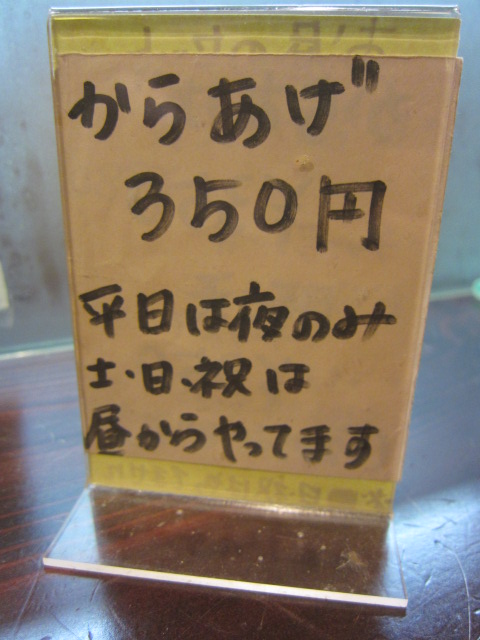 からあげ
350円
平日は夜のみ
土・日・祝は
昼からやってます